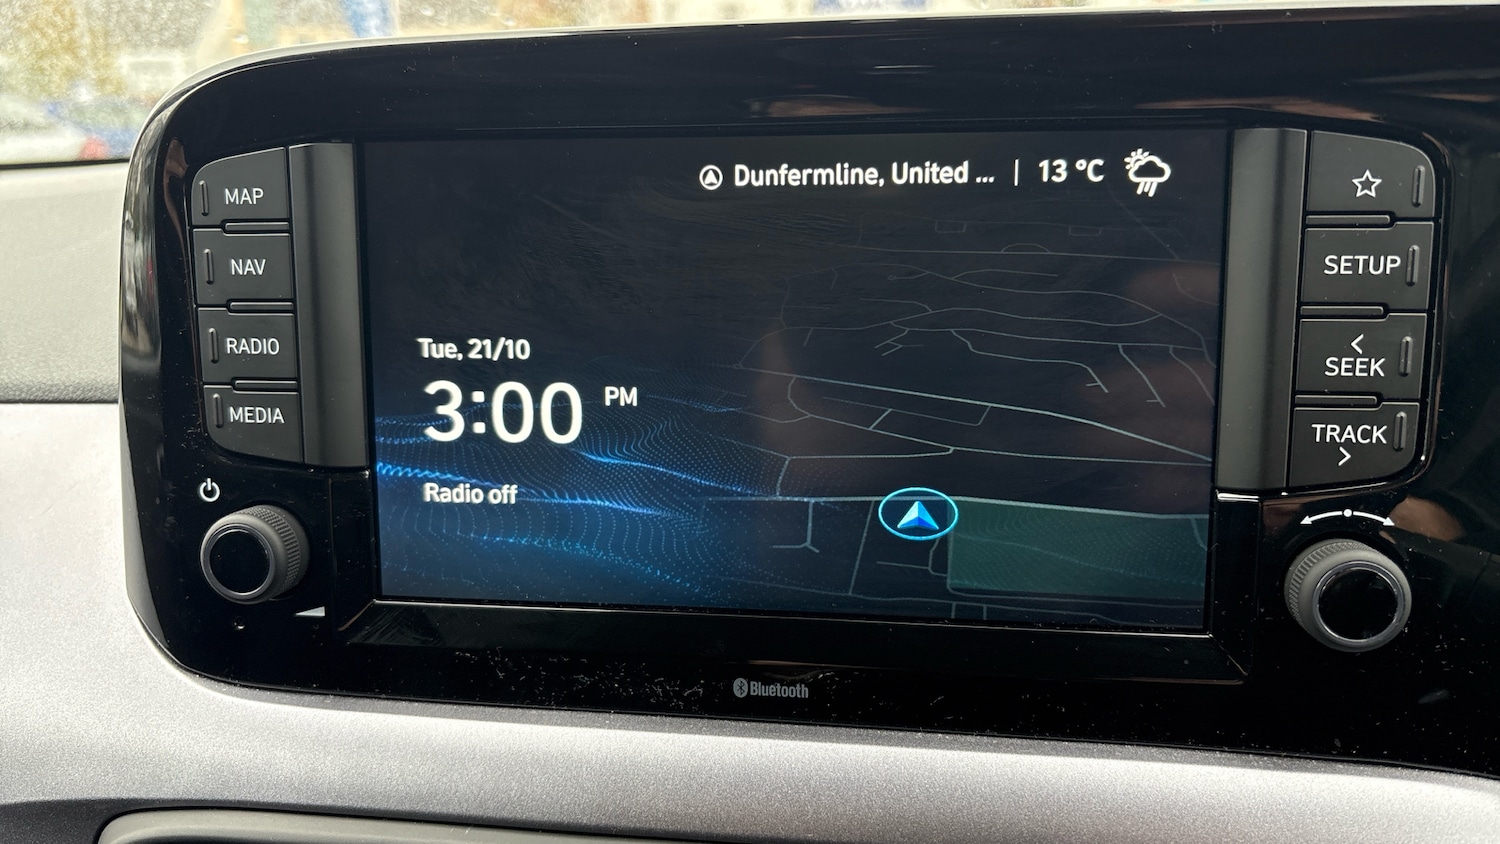 MAP
NAV
RADIO
MEDIA
Dunfermline, United ... | 13 °C
Tue, 21/10
3:00 PM
Radio off
SETUP
< SEEK
TRACK >
Bluetooth